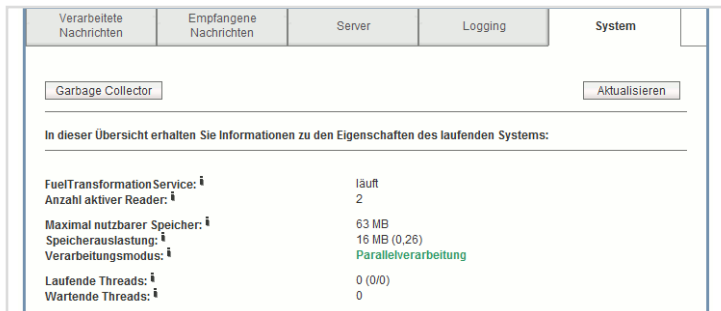 Verarbeitete Nachrichten
Empfangene Nachrichten
Server
Logging
System
Garbage Collector
Aktualisieren
In dieser Übersicht erhalten Sie Informationen zu den Eigenschaften des laufenden Systems:
FuelTransformationService: i läuft
Anzahl aktiver Reader: i 2
Maximal nutzbarer Speicher: i 63 MB
Speicherauslastung: i 16 MB (0,26)
Verarbeitungsmodus: i Parallelverarbeitung
Laufende Threads: i 0 (0/0)
Wartende Threads: i 0